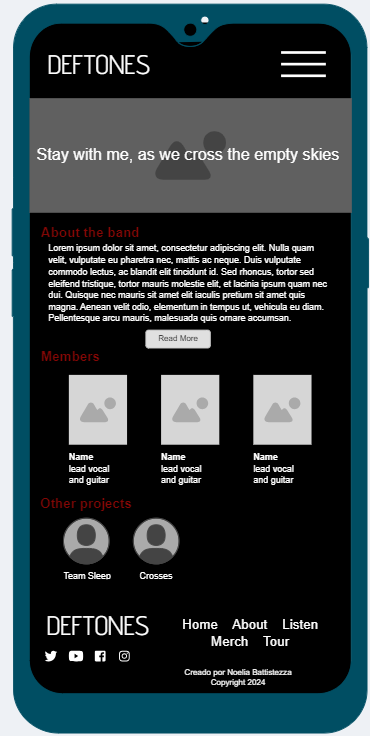 DEFTONES
Stay with me, as we cross the empty skies
About the band
Lorem ipsum dolor sit amet, consectetur adipiscing elit. Nulla quam
velit, vulputate eu pharetra nec, mattis ac neque. Duis vulputate
commodo lectus, ac blandit elit tincidunt id. Sed rhoncus, tortor sed
eleifend tristique, tortor mauris molestie elit, et lacinia ipsum quam nec
dui. Quisque nec mauris sit amet elit iaculis pretium sit amet quis
magna. Aenean velit odio, elementum in tempus ut, vehicula eu diam.
Pellentesque arcu mauris, malesuada quis ornare accumsan.
Read More
Members
Name
lead vocal
and guitar
Name
lead vocal
and guitar
Name
lead vocal
and guitar
Other projects
Team Sleep
Crosses
DEFTONES
Home About Listen
Merch Tour
Creado por Noelia Battistezza
Copyright 2024